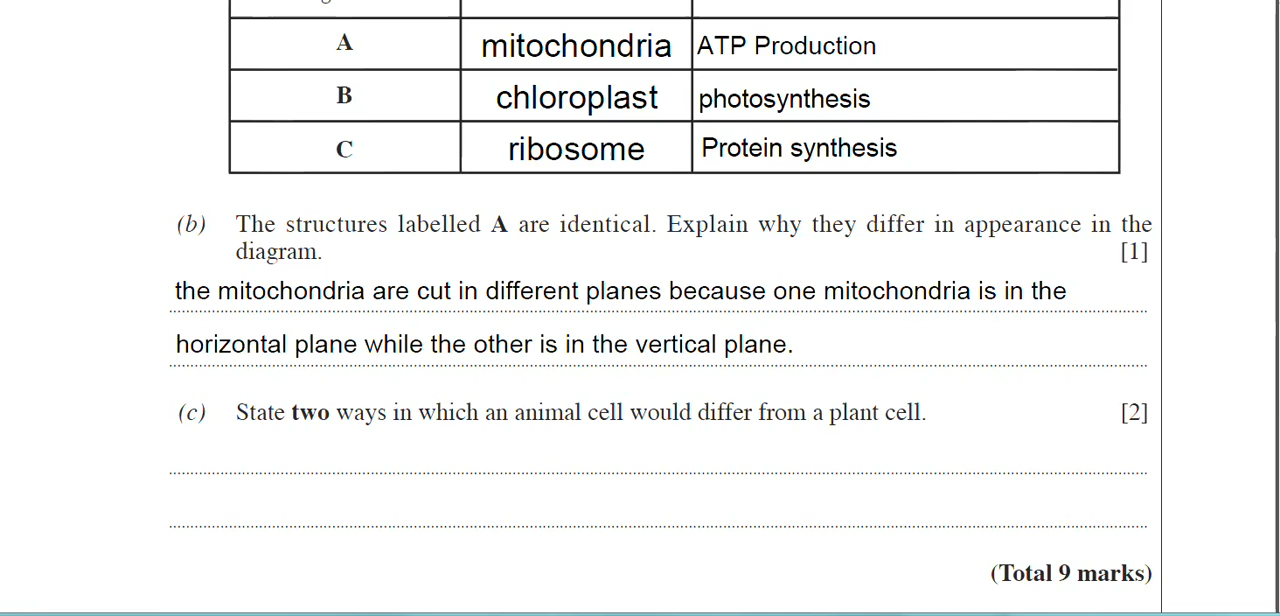 A mitochondria ATP Production
B chloroplast photosynthesis
C ribosome Protein synthesis
(b) The structures labelled A are identical. Explain why they differ in appearance in the
diagram. [1]
the mitochondria are cut in different planes because one mitochondria is in the
horizontal plane while the other is in the vertical plane.
(c) State two ways in which an animal cell would differ from a plant cell. [2]
(Total 9 marks)